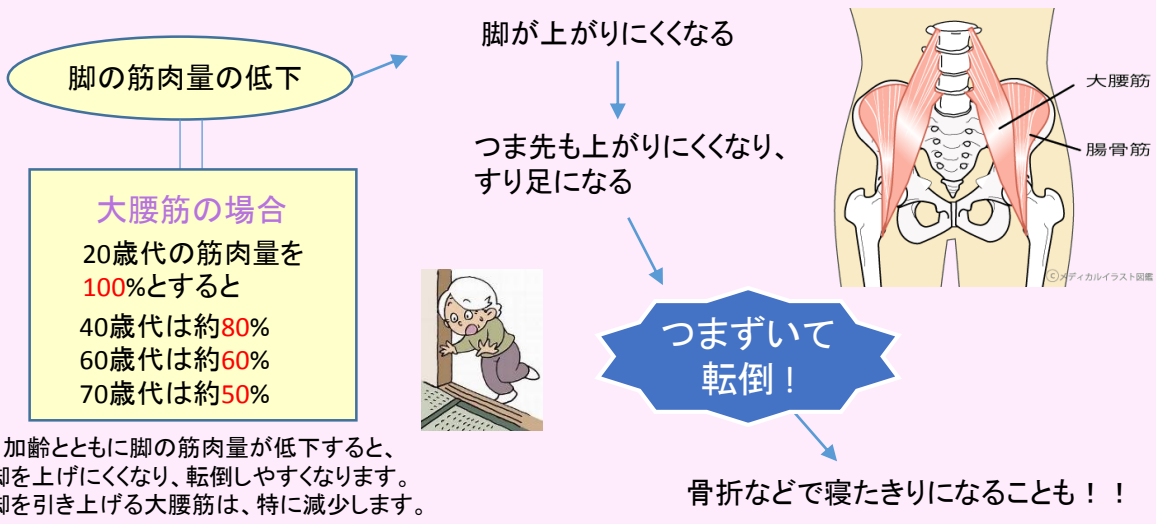 脚の筋肉量の低下
脚が上がりにくくなる
つま先も上がりにくくなり、
すり足になる
つまずいて
転倒!
骨折などで寝たきりになることも!!
大腰筋の場合
20歳代の筋肉量を
100%とすると
40歳代は約80%
60歳代は約60%
70歳代は約50%
加齢とともに脚の筋肉量が低下すると、
脚を上げにくくなり、転倒しやすくなります。
脚を引き上げる大腰筋は、特に減少します。
大腰筋
腸骨筋
©メディカルイラスト図鑑